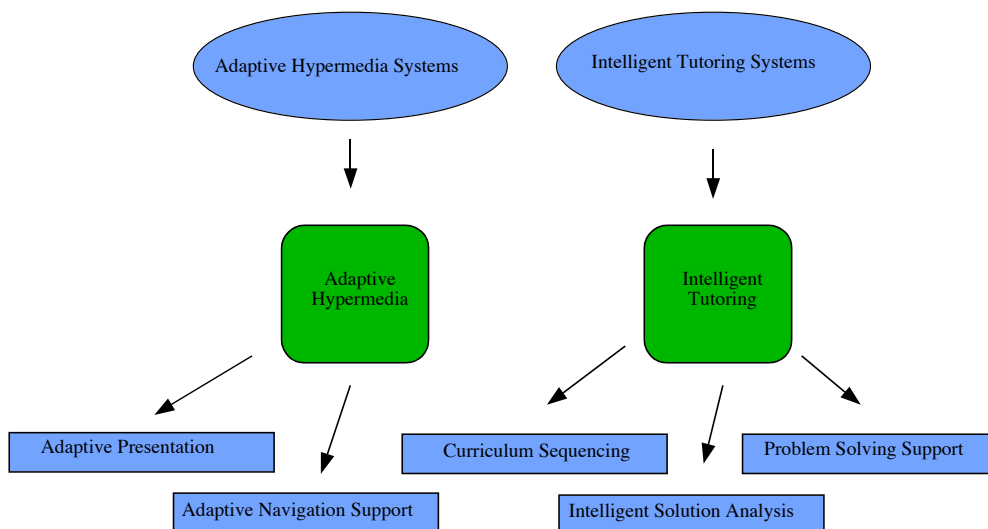 Adaptive Hypermedia Systems
Intelligent Tutoring Systems
Adaptive
Hypermedia
Intelligent
Tutoring
Adaptive Presentation
Curriculum Sequencing
Problem Solving Support
Adaptive Navigation Support
Intelligent Solution Analysis